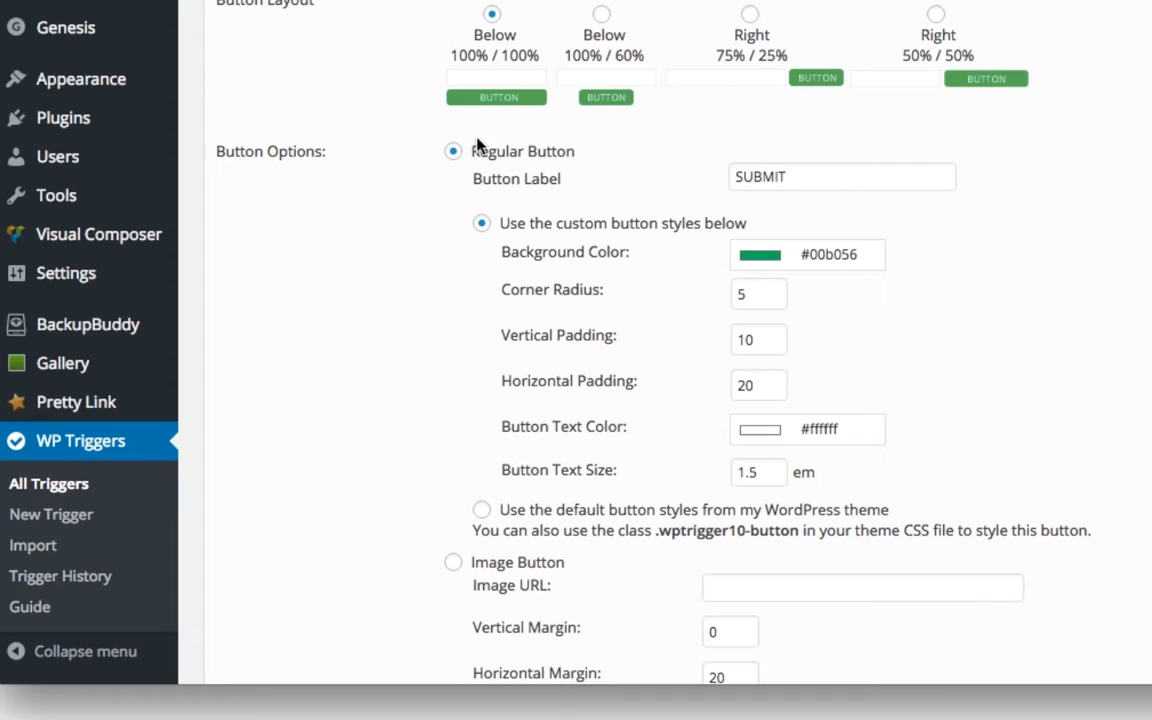 Genesis
Appearance
Plugins
Users
Tools
Visual Composer
Settings
BackupBuddy
Gallery
Pretty Link
WP Triggers
All Triggers
New Trigger
Import
Trigger History
Guide
Collapse menu
Button Layout
Below Below Right Right
100% / 100% 100% / 60% 75% / 25% 50% / 50%
BUTTON BUTTON
BUTTON BUTTON
Button Options:
Regular Button
Button Label SUBMIT
Use the custom button styles below
Background Color: #00b056
Corner Radius: 5
Vertical Padding: 10
Horizontal Padding: 20
Button Text Color: #ffffff
Button Text Size: 1.5 em
Use the default button styles from my WordPress theme
You can also use the class .wptrigger10-button in your theme CSS file to style this button.
Image Button
Image URL:
Vertical Margin: 0
Horizontal Margin: 20